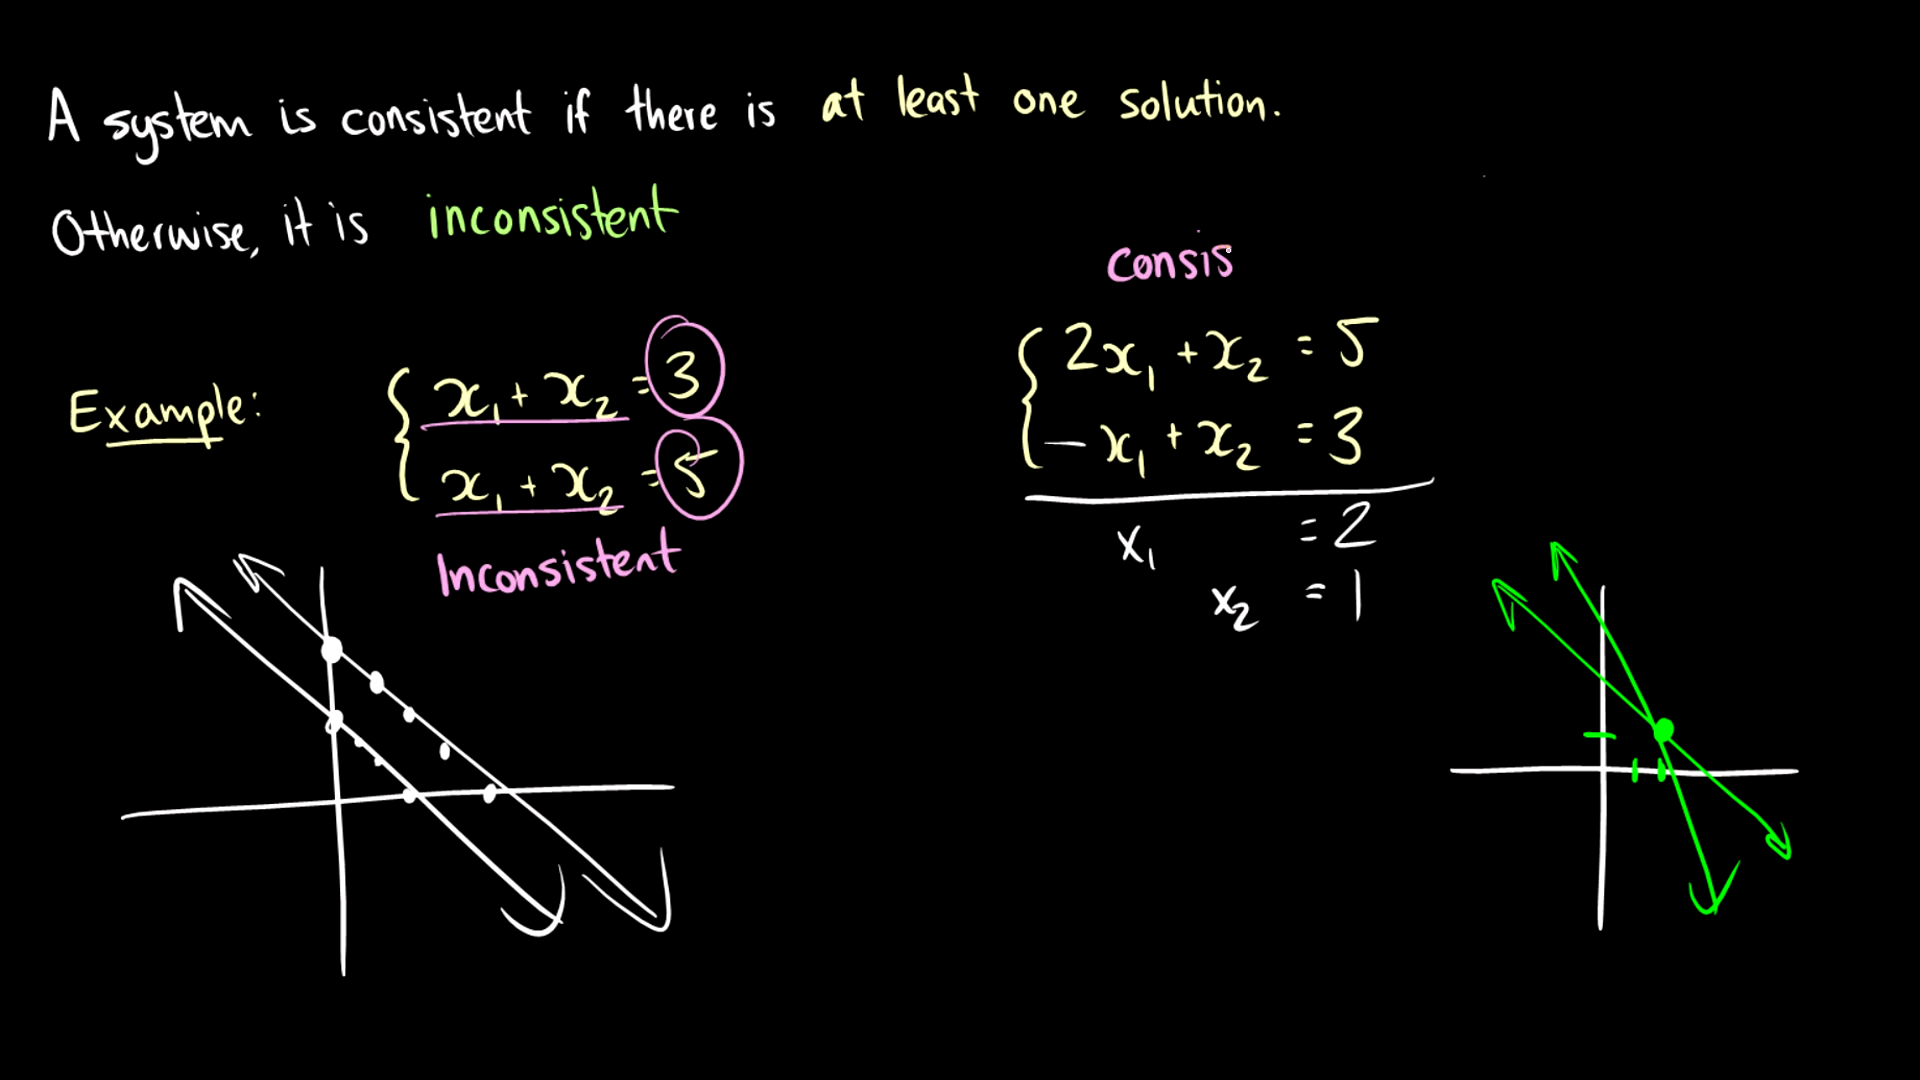 A system is consistent if there is at least one solution.
Otherwise, it is inconsistent
Example:
x₁ + x₂ = 3
x₁ + x₂ = 5
Inconsistent
consis
2x₁ + x₂ = 5
-x₁ + x₂ = 3
x₁ = 2
x₂ = 1